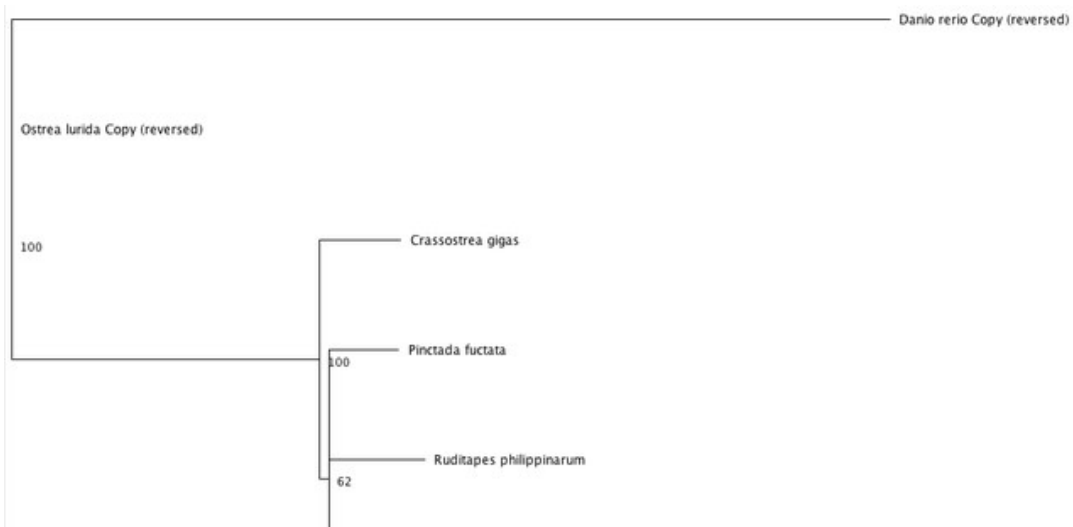 Danio rerio Copy (reversed)
Ostrea lurida Copy (reversed)
Crassostrea gigas
100
Pinctada fuctata
100
Ruditapes philippinarum
62